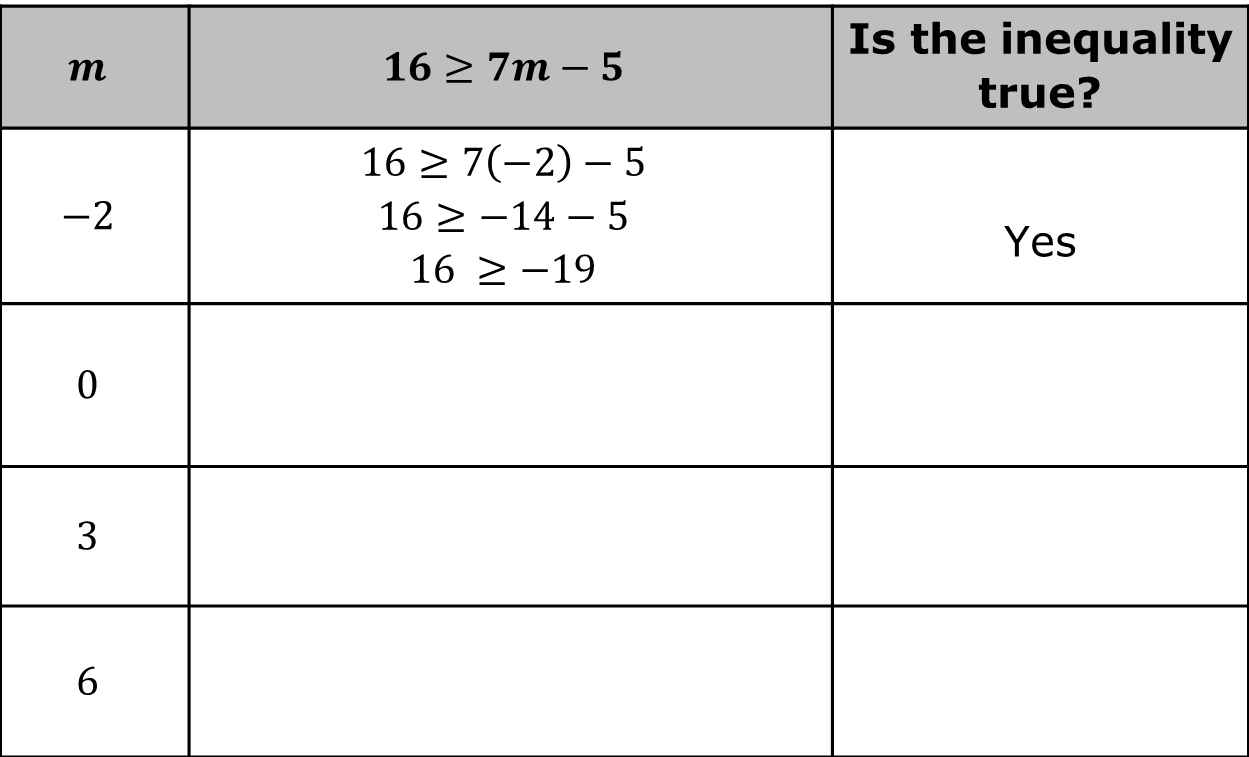 m
16 ≥ 7m − 5
Is the inequality
true?
−2
16 ≥ 7(−2) − 5
16 ≥ −14 − 5
16 ≥ −19
Yes
0
3
6